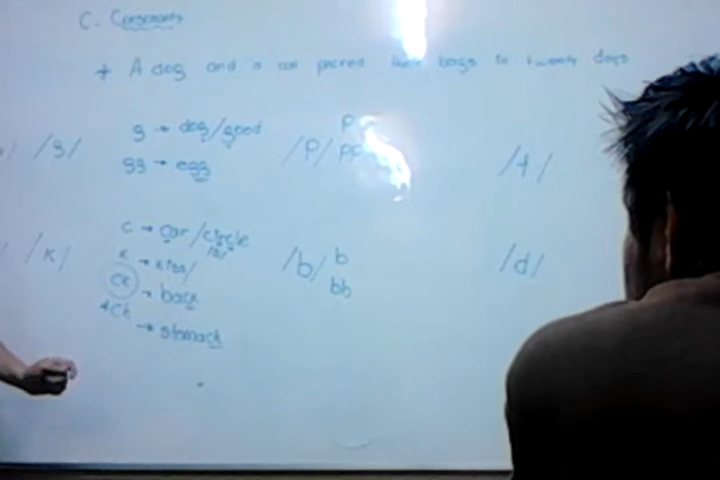 C. Consonants
* A dog and a cat packed their bags to twenty days
/g/ g → dog/good /p/ p
gg → egg pp /t/
c → car/circle
/k/ k → /s/ /b/ b /d/
ck → back bb
→ stomach